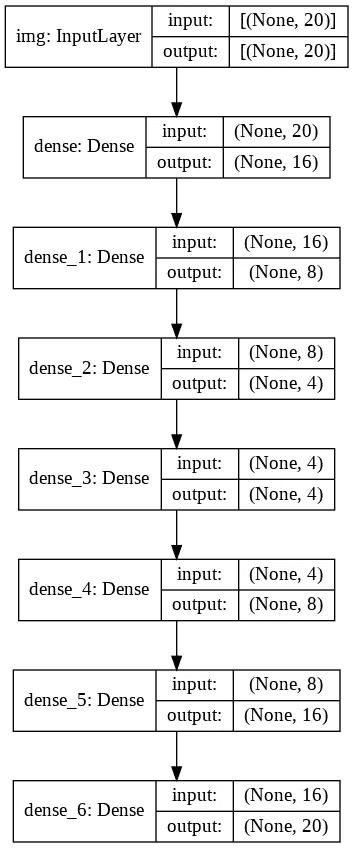 img: InputLayer input: [(None, 20)]
output: [(None, 20)]
dense: Dense input: (None, 20)
output: (None, 16)
dense_1: Dense input: (None, 16)
output: (None, 8)
dense_2: Dense input: (None, 8)
output: (None, 4)
dense_3: Dense input: (None, 4)
output: (None, 4)
dense_4: Dense input: (None, 4)
output: (None, 8)
dense_5: Dense input: (None, 8)
output: (None, 16)
dense_6: Dense input: (None, 16)
output: (None, 20)